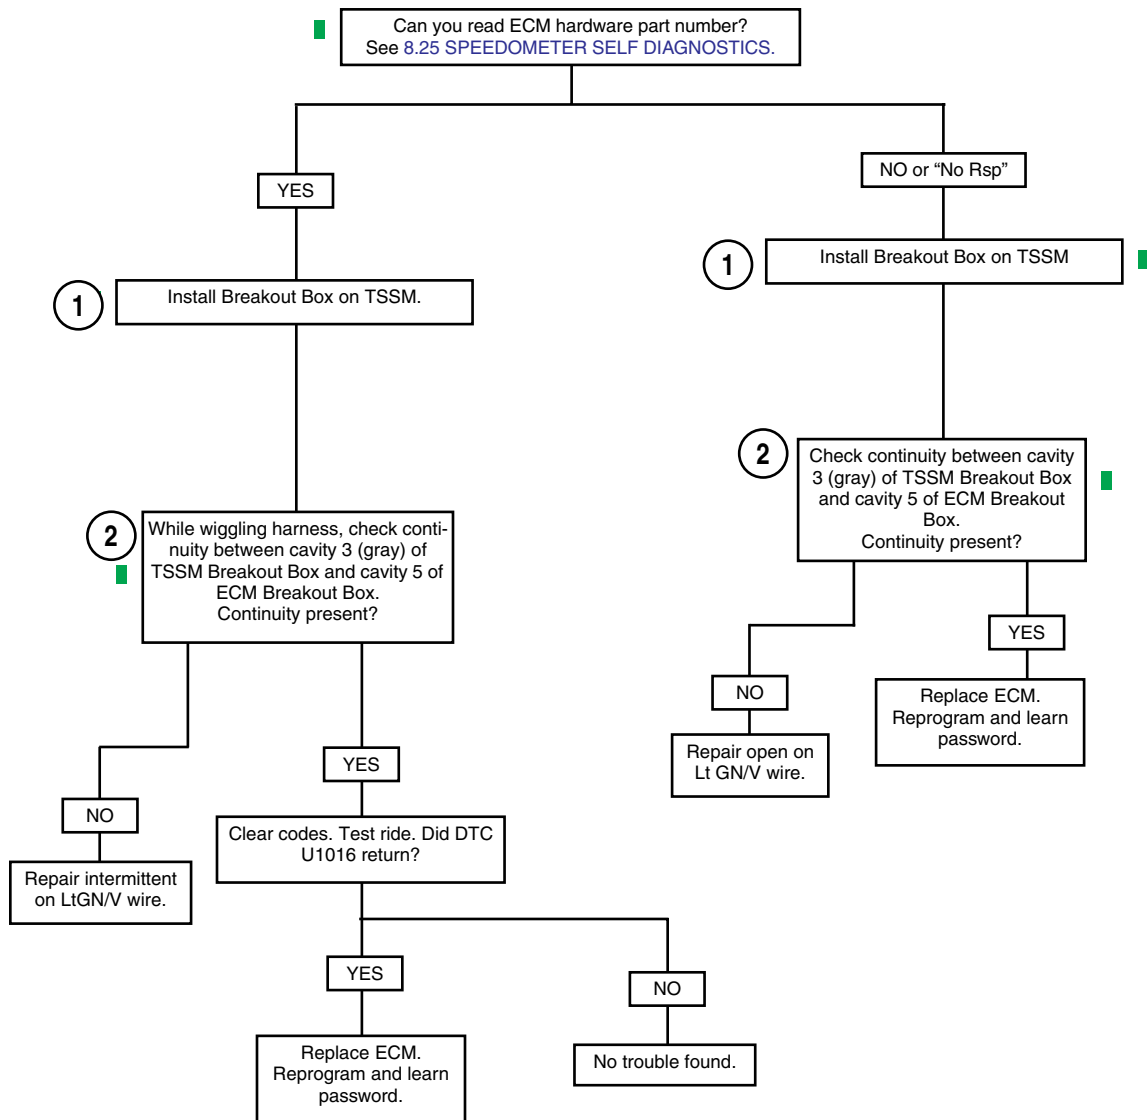 Can you read ECM hardware part number?
See 8.25 SPEEDOMETER SELF DIAGNOSTICS.
YES
NO or “No Rsp”
1
Install Breakout Box on TSSM.
1
Install Breakout Box on TSSM
2
While wiggling harness, check conti-
nuity between cavity 3 (gray) of
TSSM Breakout Box and cavity 5 of
ECM Breakout Box.
Continuity present?
2
Check continuity between cavity
3 (gray) of TSSM Breakout Box
and cavity 5 of ECM Breakout
Box.
Continuity present?
NO
Repair intermittent
on LtGN/V wire.
YES
Clear codes. Test ride. Did DTC
U1016 return?
YES
Replace ECM.
Reprogram and learn
password.
NO
No trouble found.
NO
Repair open on
Lt GN/V wire.
YES
Replace ECM.
Reprogram and learn
password.